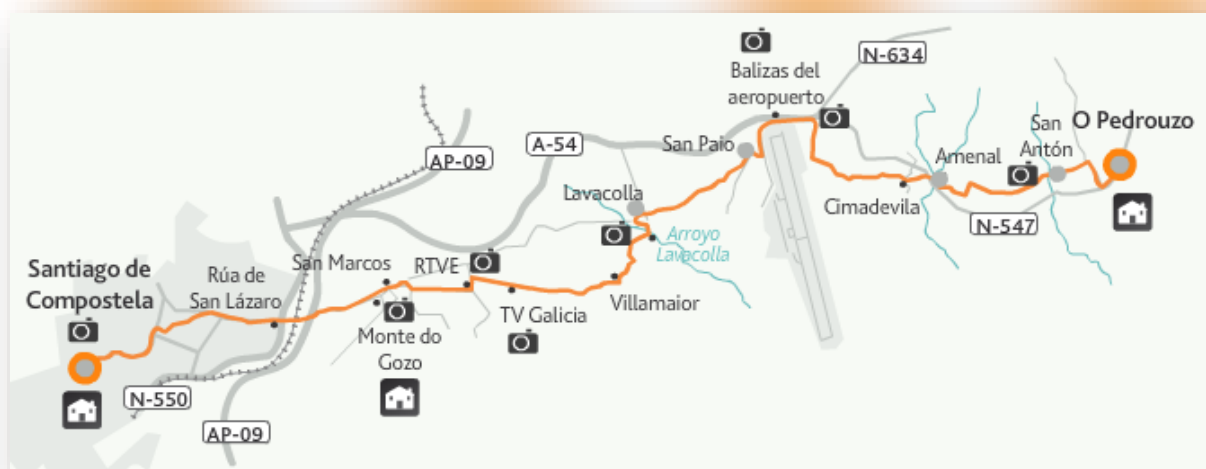 N-634
Balizas del
aeropuerto
San
Antón
O Pedrouzo
A-54
San Paio
Amenal
AP-09
Lavacolla
Cimadevila
N-547
Arroyo
Lavacolla
Santiago de
Compostela
Rúa de
San Lázaro
San Marcos
RTVE
Villamaior
TV Galicia
Monte do
Gozo
N-550
AP-09